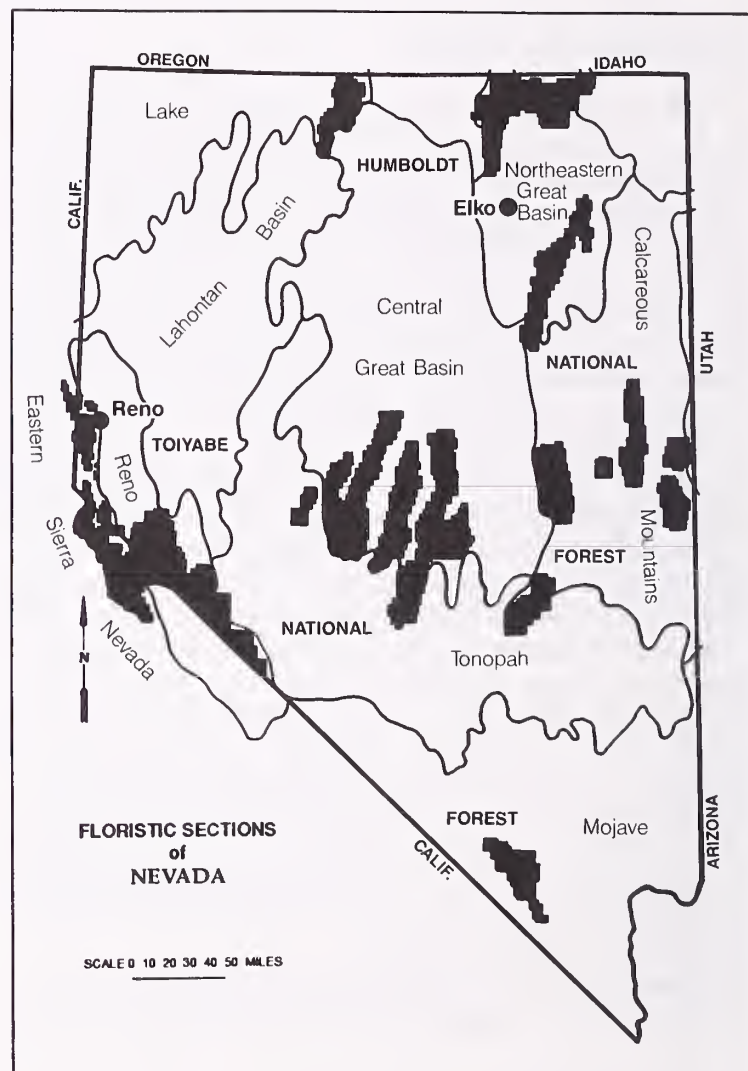 OREGON
IDAHO
Lake
HUMBOLDT
Northeastern
Great
Basin
Elko
CALIF.
Basin
Lahontan
Calcareous
Central
Great Basin
NATIONAL
UTAH
Eastern
Reno
TOIYABE
Reno
Sierra
Mountains
FOREST
N
Nevada
NATIONAL
Tonopah
FLORISTIC SECTIONS
of
NEVADA
FOREST
Mojave
ARIZONA
CALIF.
SCALE 0 10 20 30 40 50 MILES